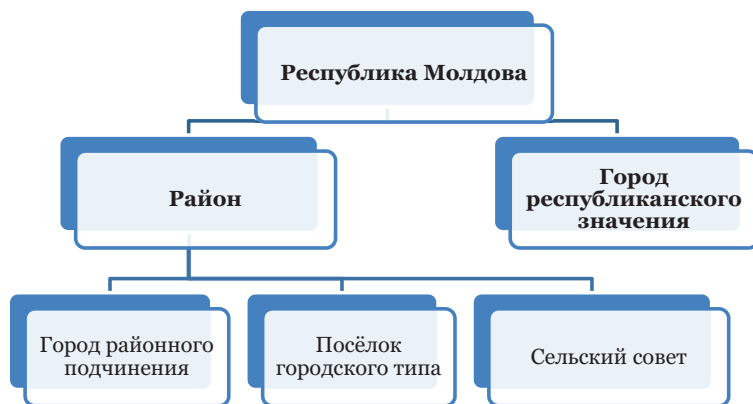 Республика Молдова
Район
Город
республиканского
значения
Город районного
подчинения
Посёлок
городского типа
Сельский совет